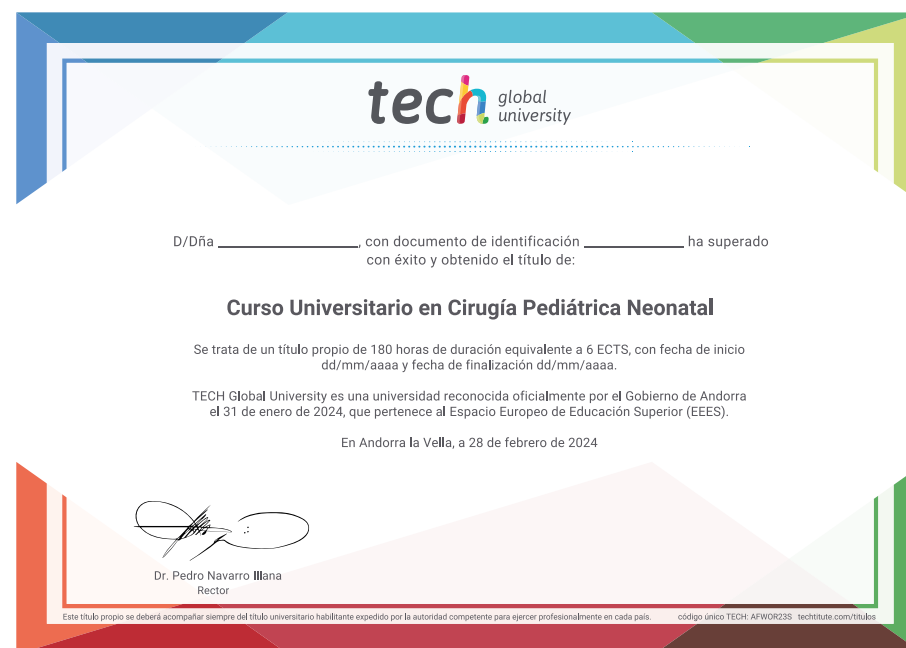 tech global university
D/Dña ____________________, con documento de identificación ______________ ha superado
con éxito y obtenido el título de:
Curso Universitario en Cirugía Pediátrica Neonatal
Se trata de un título propio de 180 horas de duración equivalente a 6 ECTS, con fecha de inicio
dd/mm/aaaa y fecha de finalización dd/mm/aaaa.
TECH Global University es una universidad reconocida oficialmente por el Gobierno de Andorra
el 31 de enero de 2024, que pertenece al Espacio Europeo de Educación Superior (EEES).
En Andorra la Vella, a 28 de febrero de 2024
Dr. Pedro Navarro Illana
Rector
Este título propio se deberá acompañar siempre del título universitario habilitante expedido por la autoridad competente para ejercer profesionalmente en cada país. código único TECH: AFWOR23S techtitute.com/titulos